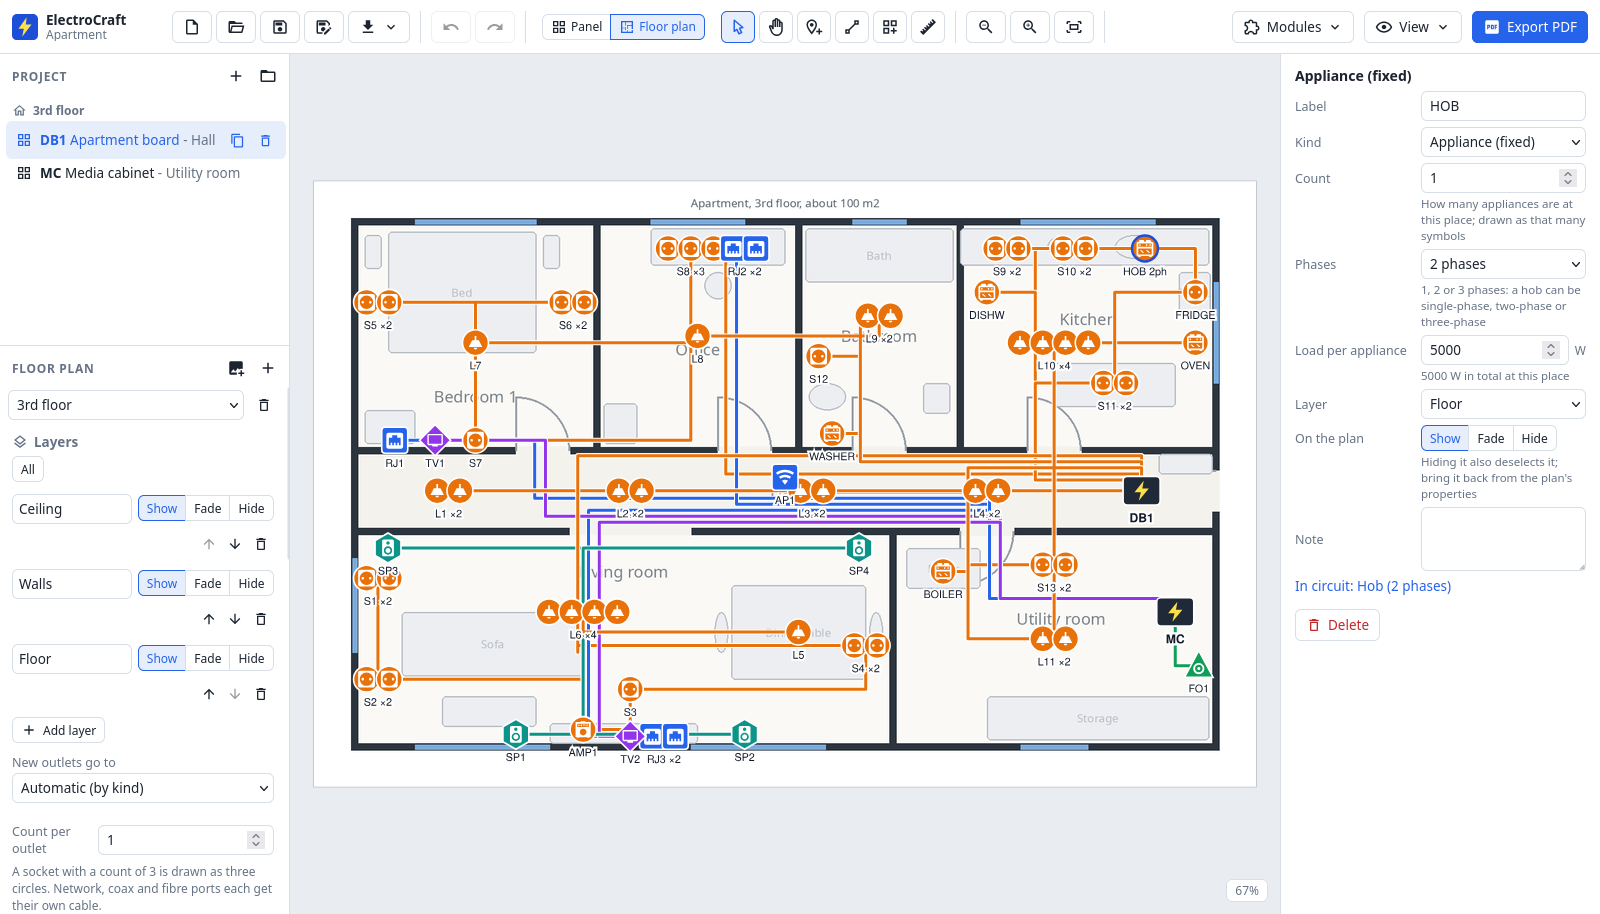 ElectroCraft
Apartment
Panel
Floor plan
Modules
View
PDF Export PDF
PROJECT
3rd floor
DB1 Apartment board - Hall
MC Media cabinet - Utility room
FLOOR PLAN
3rd floor
Layers
All
Ceiling Show Fade Hide
Walls Show Fade Hide
Floor Show Fade Hide
Add layer
New outlets go to
Automatic (by kind)
Count per
outlet
1
A socket with a count of 3 is drawn as three
circles. Network, coax and fibre ports each get
their own cable.
Apartment, 3rd floor, about 100 m2
Bed
Bath
S8 ×3
RJ2 ×2
S9 ×2
S10 ×2
HOB 2ph
S5 ×2
S6 ×2
DISHW
FRIDGE
Kitchen
L9 ×2
L7
L8
S12
L10 ×4
OVEN
Bedroom 1
S11 ×2
RJ1
TV1
S7
WASHER
L1 ×2
L2 ×2
AP1
L3 ×2
L4 ×2
DB1
SP3
SP4
S1 ×2
BOILER
S13 ×2
L6 ×4
Sofa
L5
S4 ×2
Utility room
MC
L11 ×2
S2 ×2
FO1
S3
Storage
SP1
AMP1
TV2
RJ3 ×2
SP2
67%
Appliance (fixed)
Label HOB
Kind Appliance (fixed)
Count 1
How many appliances are at
this place; drawn as that many
symbols
Phases 2 phases
1, 2 or 3 phases: a hob can be
single-phase, two-phase or
three-phase
Load per appliance 5000 W
5000 W in total at this place
Layer Floor
On the plan Show Fade Hide
Hiding it also deselects it;
bring it back from the plan's
properties
Note
In circuit: Hob (2 phases)
Delete